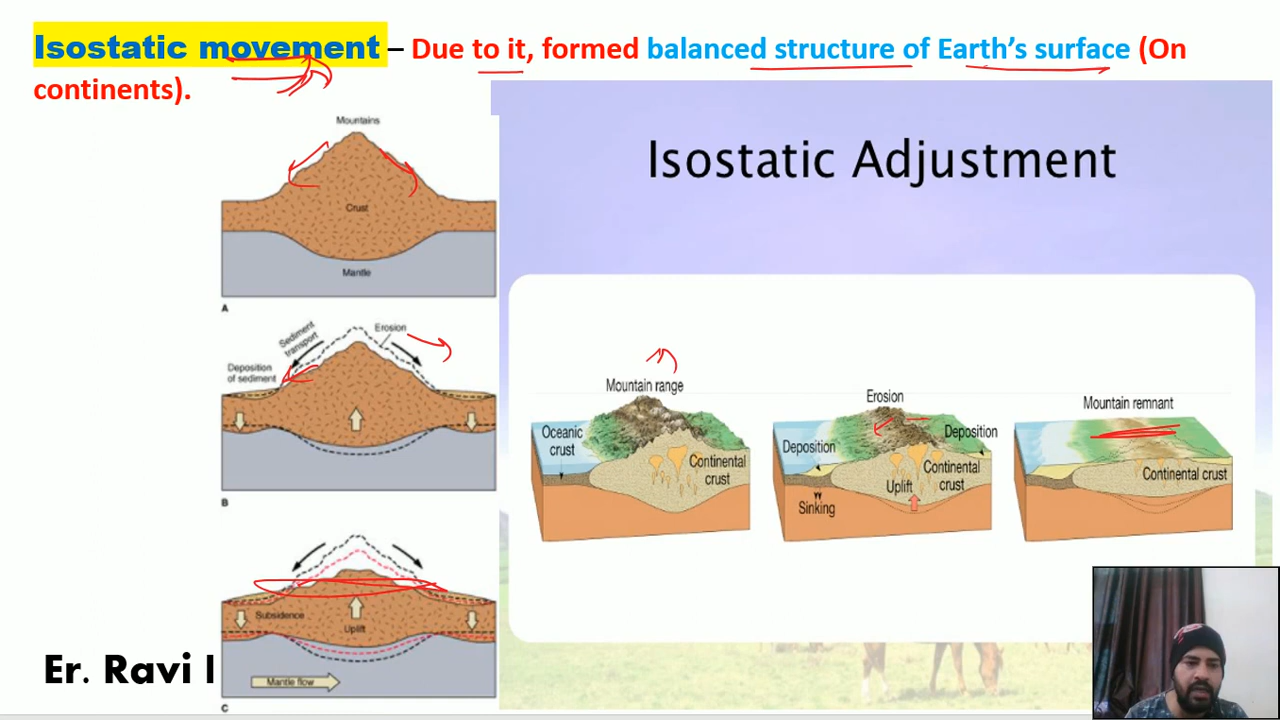 Isostatic movement – Due to it, formed balanced structure of Earth's surface (On
continents).
Mountains
Crust
Mantle
A
Sediment
transport
Erosion
Deposition
of sediment
B
Subsidence
Uplift
Mantle flow
C
Isostatic Adjustment
Mountain range
Oceanic
crust
Continental
crust
Erosion
Deposition
Deposition
Continental
crust
Uplift
Sinking
Mountain remnant
Continental crust
Er. Ravi